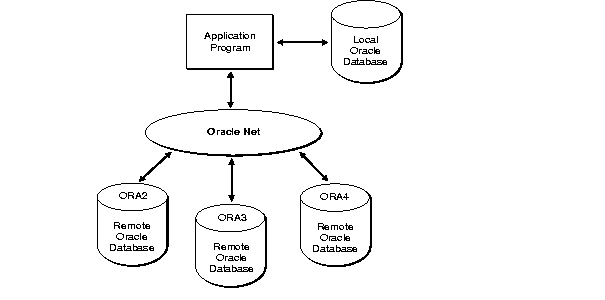 Application
Program
Local
Oracle
Database
Oracle Net
ORA2
Remote
Oracle
Database
ORA3
Remote
Oracle
Database
ORA4
Remote
Oracle
Database